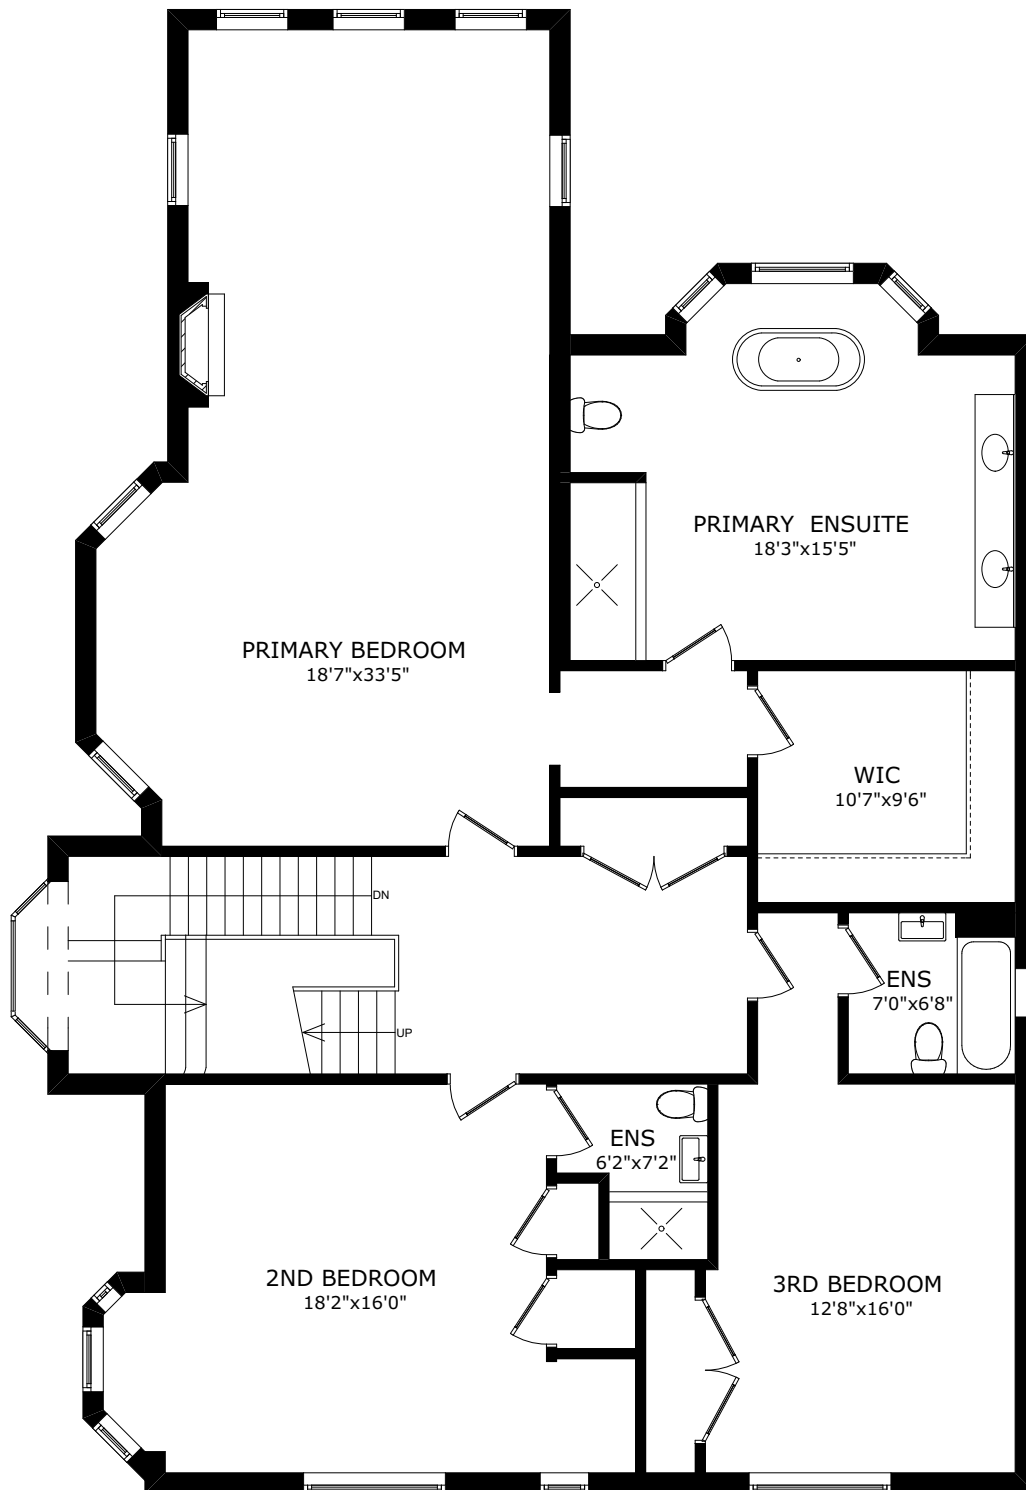 PRIMARY ENSUITE
18'3"x15'5"
PRIMARY BEDROOM
18'7"x33'5"
WIC
10'7"x9'6"
DN
ENS
7'0"x6'8"
UP
ENS
6'2"x7'2"
2ND BEDROOM
18'2"x16'0"
3RD BEDROOM
12'8"x16'0"